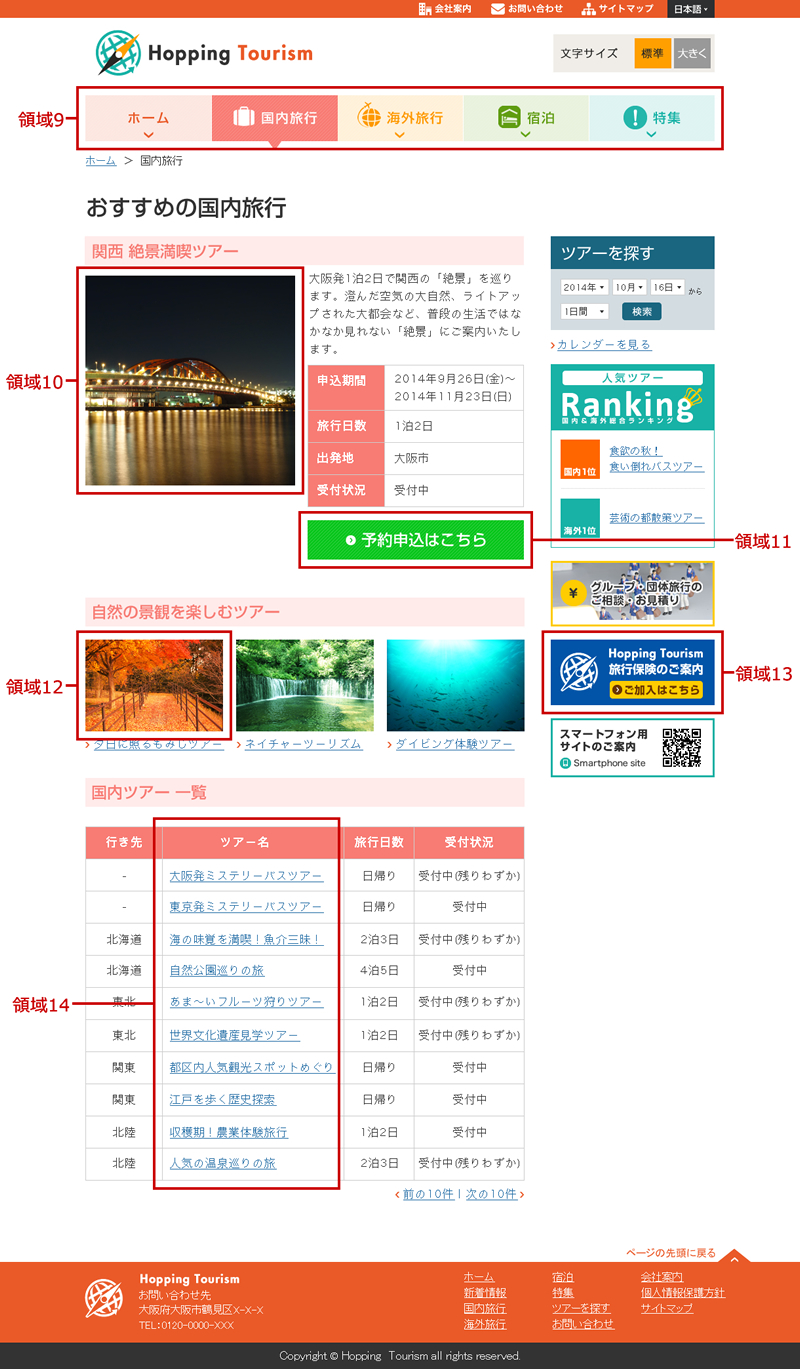 会社案内 お問い合わせ サイトマップ 日本語
Hopping Tourism
文字サイズ 標準 大きく
領域9
ホーム 国内旅行 海外旅行 宿泊 特集
ホーム > 国内旅行
おすすめの国内旅行
関西 絶景満喫ツアー
領域10
大阪発1泊2日で関西の「絶景」を巡り
ます。澄んだ空気の大自然、ライトアッ
プされた大都会など、普段の生活ではな
かなか見れない「絶景」にご案内いたし
ます。
申込期間 2014年9月26日(金)～
2014年11月23日(日)
旅行日数 1泊2日
出発地 大阪市
受付状況 受付中
予約申込はこちら
領域11
ツアーを探す
2014年 10月 16日 から
1日間 検索
カレンダーを見る
人気ツアー
Ranking
国内&海外総合ランキング
国内1位
食欲の秋！
食い倒れバスツアー
海外1位
芸術の都散策ツアー
¥
グループ・団体旅行の
ご相談・お見積り
領域13
Hopping Tourism
旅行保険のご案内
ご加入はこちら
スマートフォン用
サイトのご案内
Smartphone site
自然の景観を楽しむツアー
領域12
夕日に照るもみじツアー ネイチャーツーリズム ダイビング体験ツアー
国内ツアー 一覧
領域14
行き先 ツアー名 旅行日数 受付状況
- 大阪発ミステリーバスツアー 日帰り 受付中(残りわずか)
- 東京発ミステリーバスツアー 日帰り 受付中
北海道 海の味覚を満喫！魚介三昧！ 2泊3日 受付中(残りわずか)
北海道 自然公園巡りの旅 4泊5日 受付中
東北 あま～いフルーツ狩りツアー 1泊2日 受付中(残りわずか)
東北 世界文化遺産見学ツアー 1泊2日 受付中(残りわずか)
関東 都区内人気観光スポットめぐり 日帰り 受付中
関東 江戸を歩く歴史探索 日帰り 受付中
北陸 収穫期！農業体験旅行 1泊2日 受付中
北陸 人気の温泉巡りの旅 2泊3日 受付中(残りわずか)
前の10件 | 次の10件
ページの先頭に戻る
Hopping Tourism
お問い合わせ先
大阪府大阪市鶴見区X-X-X
TEL:0120-0000-XXX
ホーム 宿泊 会社案内
新着情報 特集 個人情報保護方針
国内旅行 ツアーを探す サイトマップ
海外旅行 お問い合わせ
Copyright © Hopping Tourism all rights reserved.